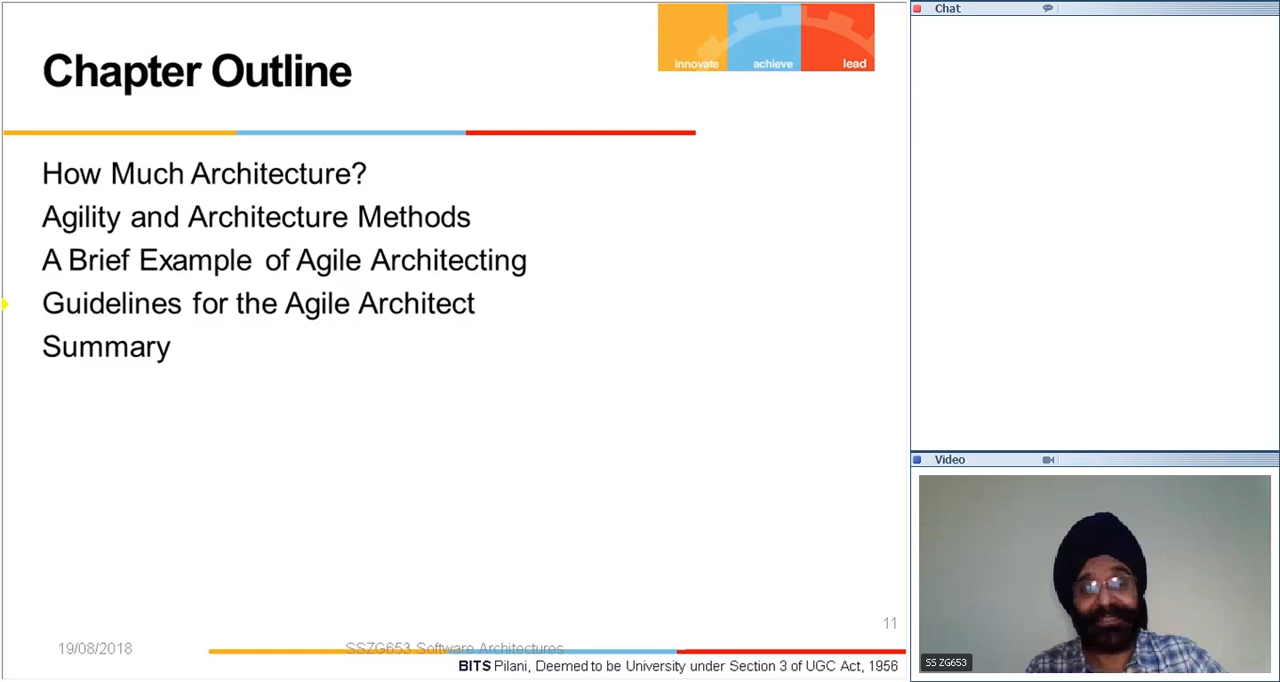 Chapter Outline
innovate achieve lead
How Much Architecture?
Agility and Architecture Methods
A Brief Example of Agile Architecting
Guidelines for the Agile Architect
Summary
11
19/08/2018 SSZG653 Software Architectures
BITS Pilani, Deemed to be University under Section 3 of UGC Act, 1956
Chat
Video
SS ZG653